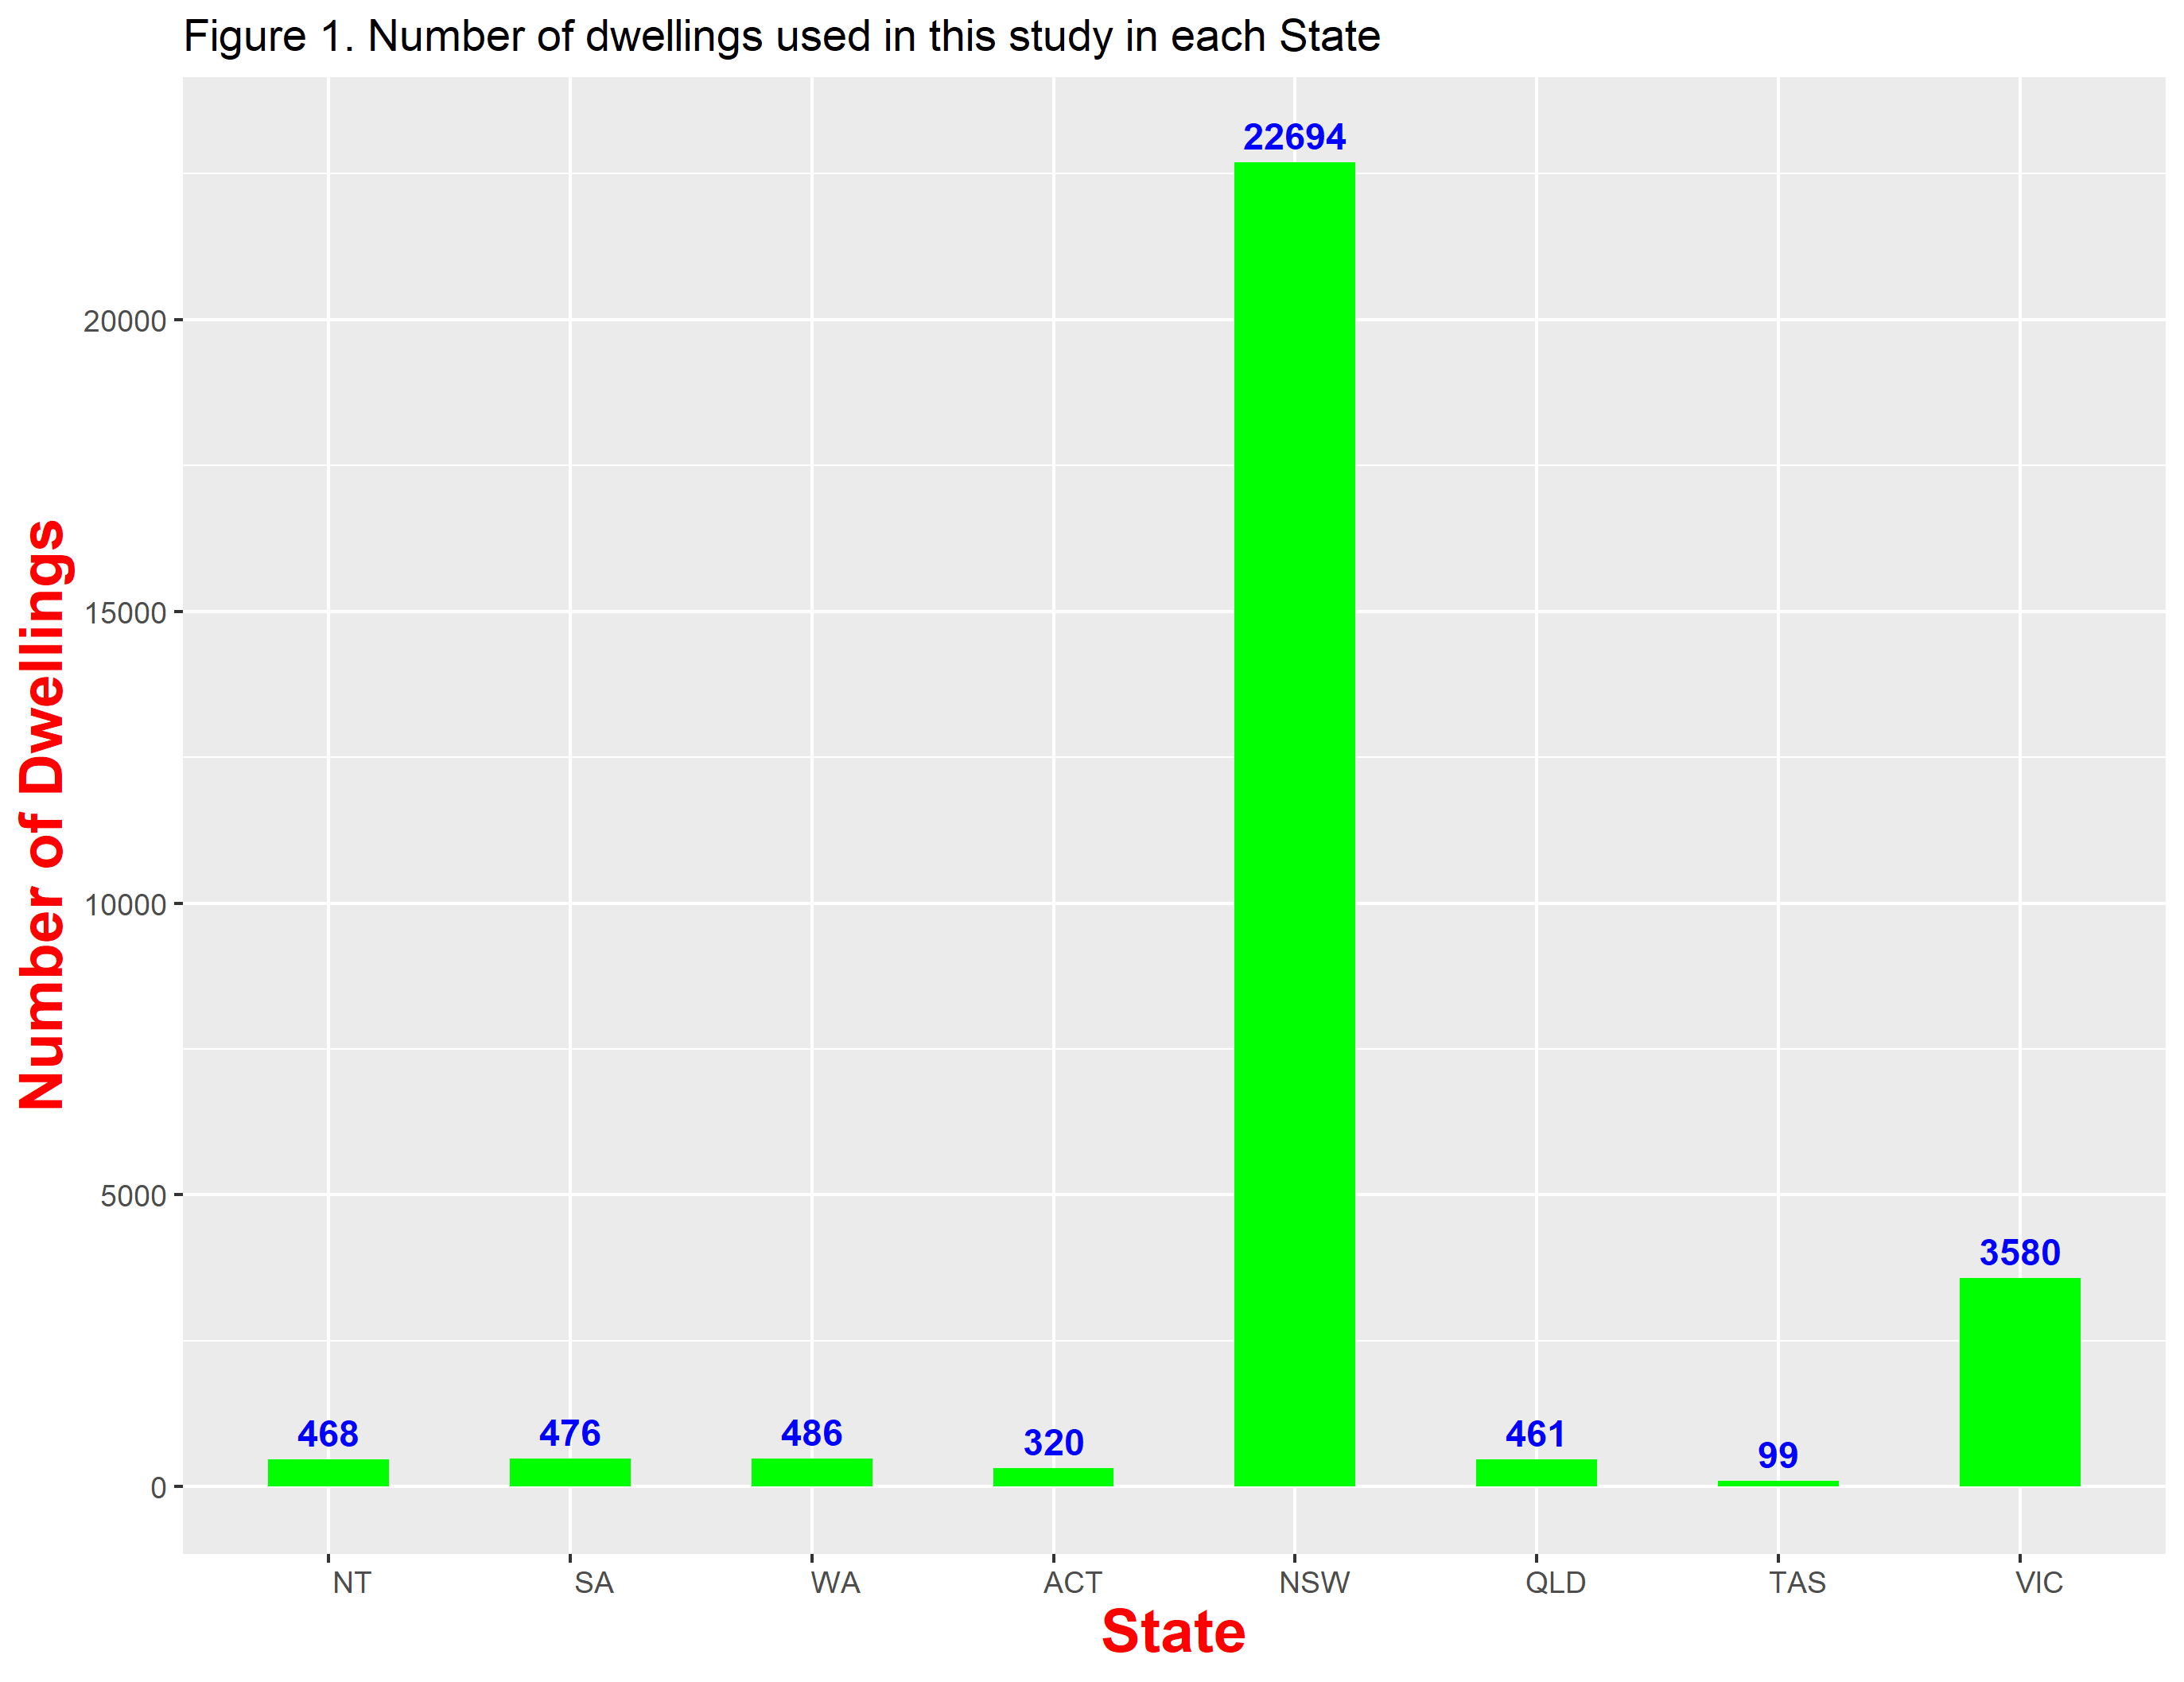 Figure 1. Number of dwellings used in this study in each State
Number of Dwellings
20000
15000
10000
5000
0
468
476
486
320
22694
461
99
3580
NT
SA
WA
ACT
NSW
QLD
TAS
VIC
State